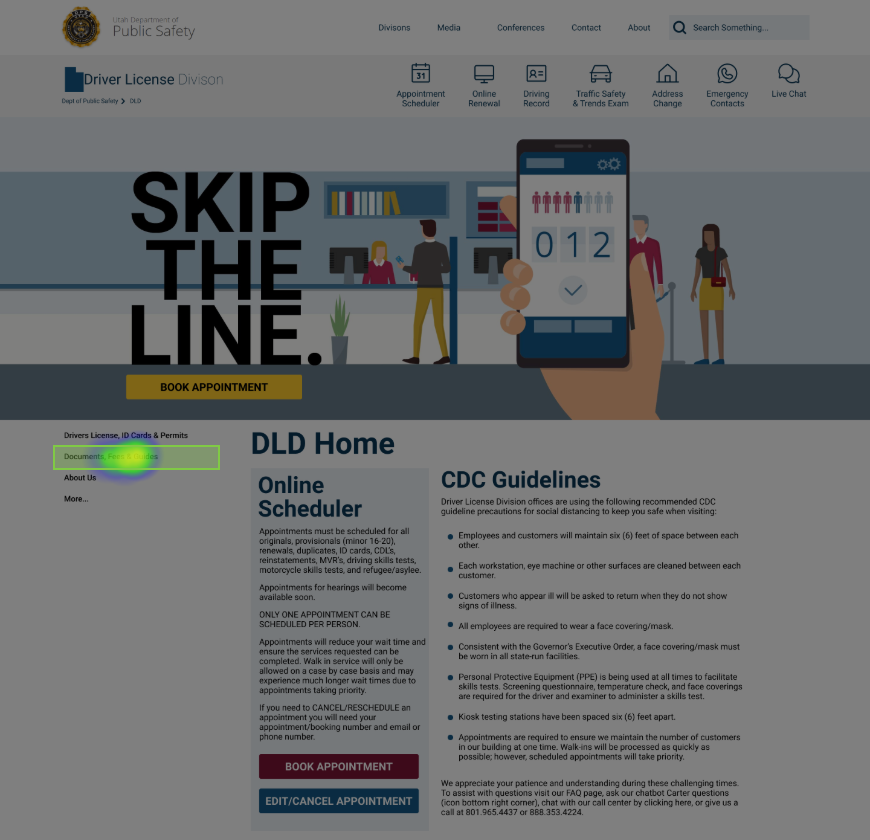 Utah Department of
Public Safety
Divisons
Media
Conferences
Contact
About
Search Something...
Driver License Divison
Dept of Public Safety ❯ DLD
31
Appointment
Scheduler
Online
Renewal
Driving
Record
Traffic Safety
& Trends Exam
Address
Change
Emergency
Contacts
Live Chat
SKIP
THE
LINE.
012
BOOK APPOINTMENT
Drivers License, ID Cards & Permits
Documents, Fees & Guides
About Us
More...
DLD Home
Online
Scheduler
Appointments must be scheduled for all
originals, provisionals (minor 16-20),
renewals, duplicates, ID cards, CDL's,
reinstatements, MVR's, driving skills tests,
motorcycle skills tests, and refugee/asylee.
Appointments for hearings will become
available soon.
ONLY ONE APPOINTMENT CAN BE
SCHEDULED PER PERSON.
Appointments will reduce your wait time and
ensure the services requested can be
completed. Walk in service will only be
allowed on a case by case basis and may
experience much longer wait times due to
appointments taking priority.
If you need to CANCEL/RESCHEDULE an
appointment you will need your
appointment/booking number and email or
phone number.
BOOK APPOINTMENT
EDIT/CANCEL APPOINTMENT
CDC Guidelines
Driver License Division offices are using the following recommended CDC
guideline precautions for social distancing to keep you safe when visiting:
Employees and customers will maintain six (6) feet of space between each
other.
Each workstation, eye machine or other surfaces are cleaned between each
customer.
Customers who appear ill will be asked to return when they do not show
signs of illness.
All employees are required to wear a face covering/mask.
Consistent with the Governor's Executive Order, a face covering/mask must
be worn in all state-run facilities.
Personal Protective Equipment (PPE) is being used at all times to facilitate
skills tests. Screening questionnaire, temperature check, and face coverings
are required for the driver and examiner to administer a skills test.
Kiosk testing stations have been spaced six (6) feet apart.
Appointments are required to ensure we maintain the number of customers
in our building at one time. Walk-ins will be processed as quickly as
possible; however, scheduled appointments will take priority.
We appreciate your patience and understanding during these challenging times.
To assist with questions visit our FAQ page, ask our chatbot Carter questions
(icon bottom right corner), chat with our call center by clicking here, or give us a
call at 801.965.4437 or 888.353.4224.